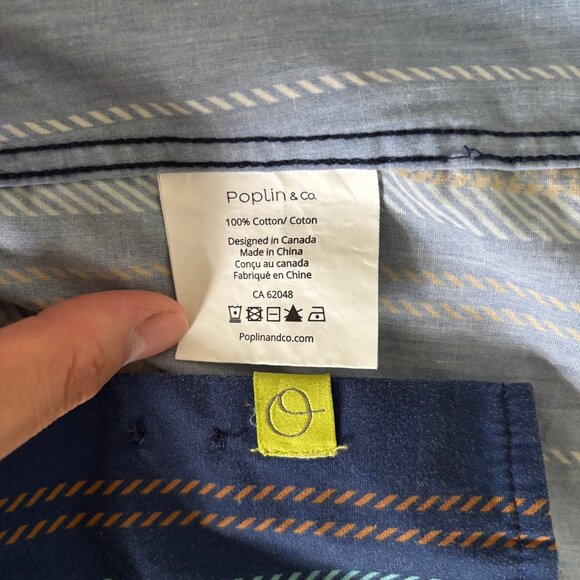 Poplin & Co.
100% Cotton/ Coton
Designed in Canada
Made in China
Conçu au canada
Fabriqué en Chine
CA 62048
Poplinandco.com